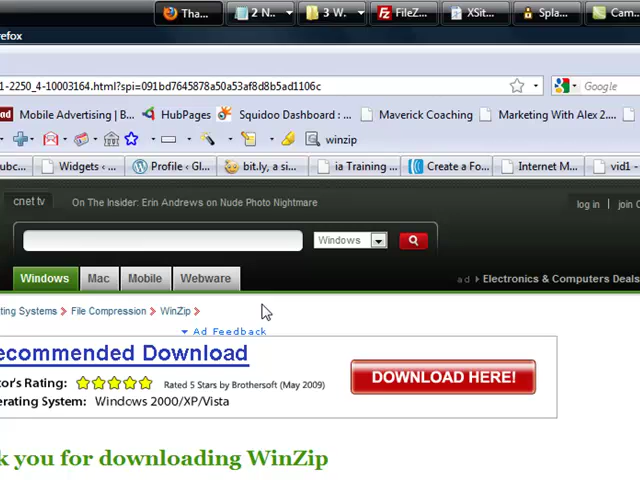 Tha... 2 N... 3 W. FileZ... XSit... Spla... Cam...
refox
1-2250_4-10003164.html?spi=091bd7645878a50a53af8d8b5ad1106c Google
ad Mobile Advertising | B... HubPages Squidoo Dashboard : ... Maverick Coaching Marketing With Alex 2....
winzip
ubc... Widgets ‹ ... Profile ‹ Gl... bit.ly, a si... ia Training ... Create a Fo... Internet M... vid1 -
cnet tv On The Insider: Erin Andrews on Nude Photo Nightmare log in | join C
Windows
Windows Mac Mobile Webware ad Electronics & Computers Deals
ting Systems File Compression WinZip
Ad Feedback
ecommended Download
tor's Rating: Rated 5 Stars by Brothersoft (May 2009) DOWNLOAD HERE!
erating System: Windows 2000/XP/Vista
k you for downloading WinZip